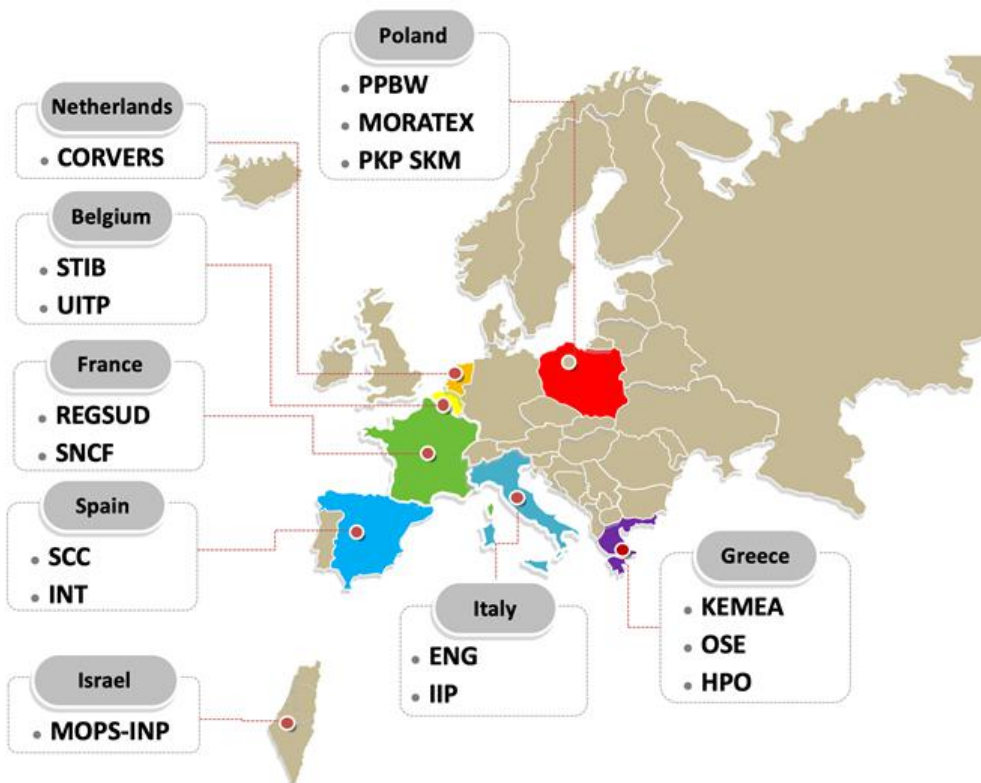 Poland
PPBW
MORATEX
PKP SKM
Netherlands
CORVERS
Belgium
STIB
UITP
France
REGSUD
SNCF
Spain
SCC
INT
Italy
ENG
IIP
Greece
KEMEA
OSE
HPO
Israel
MOPS-INP